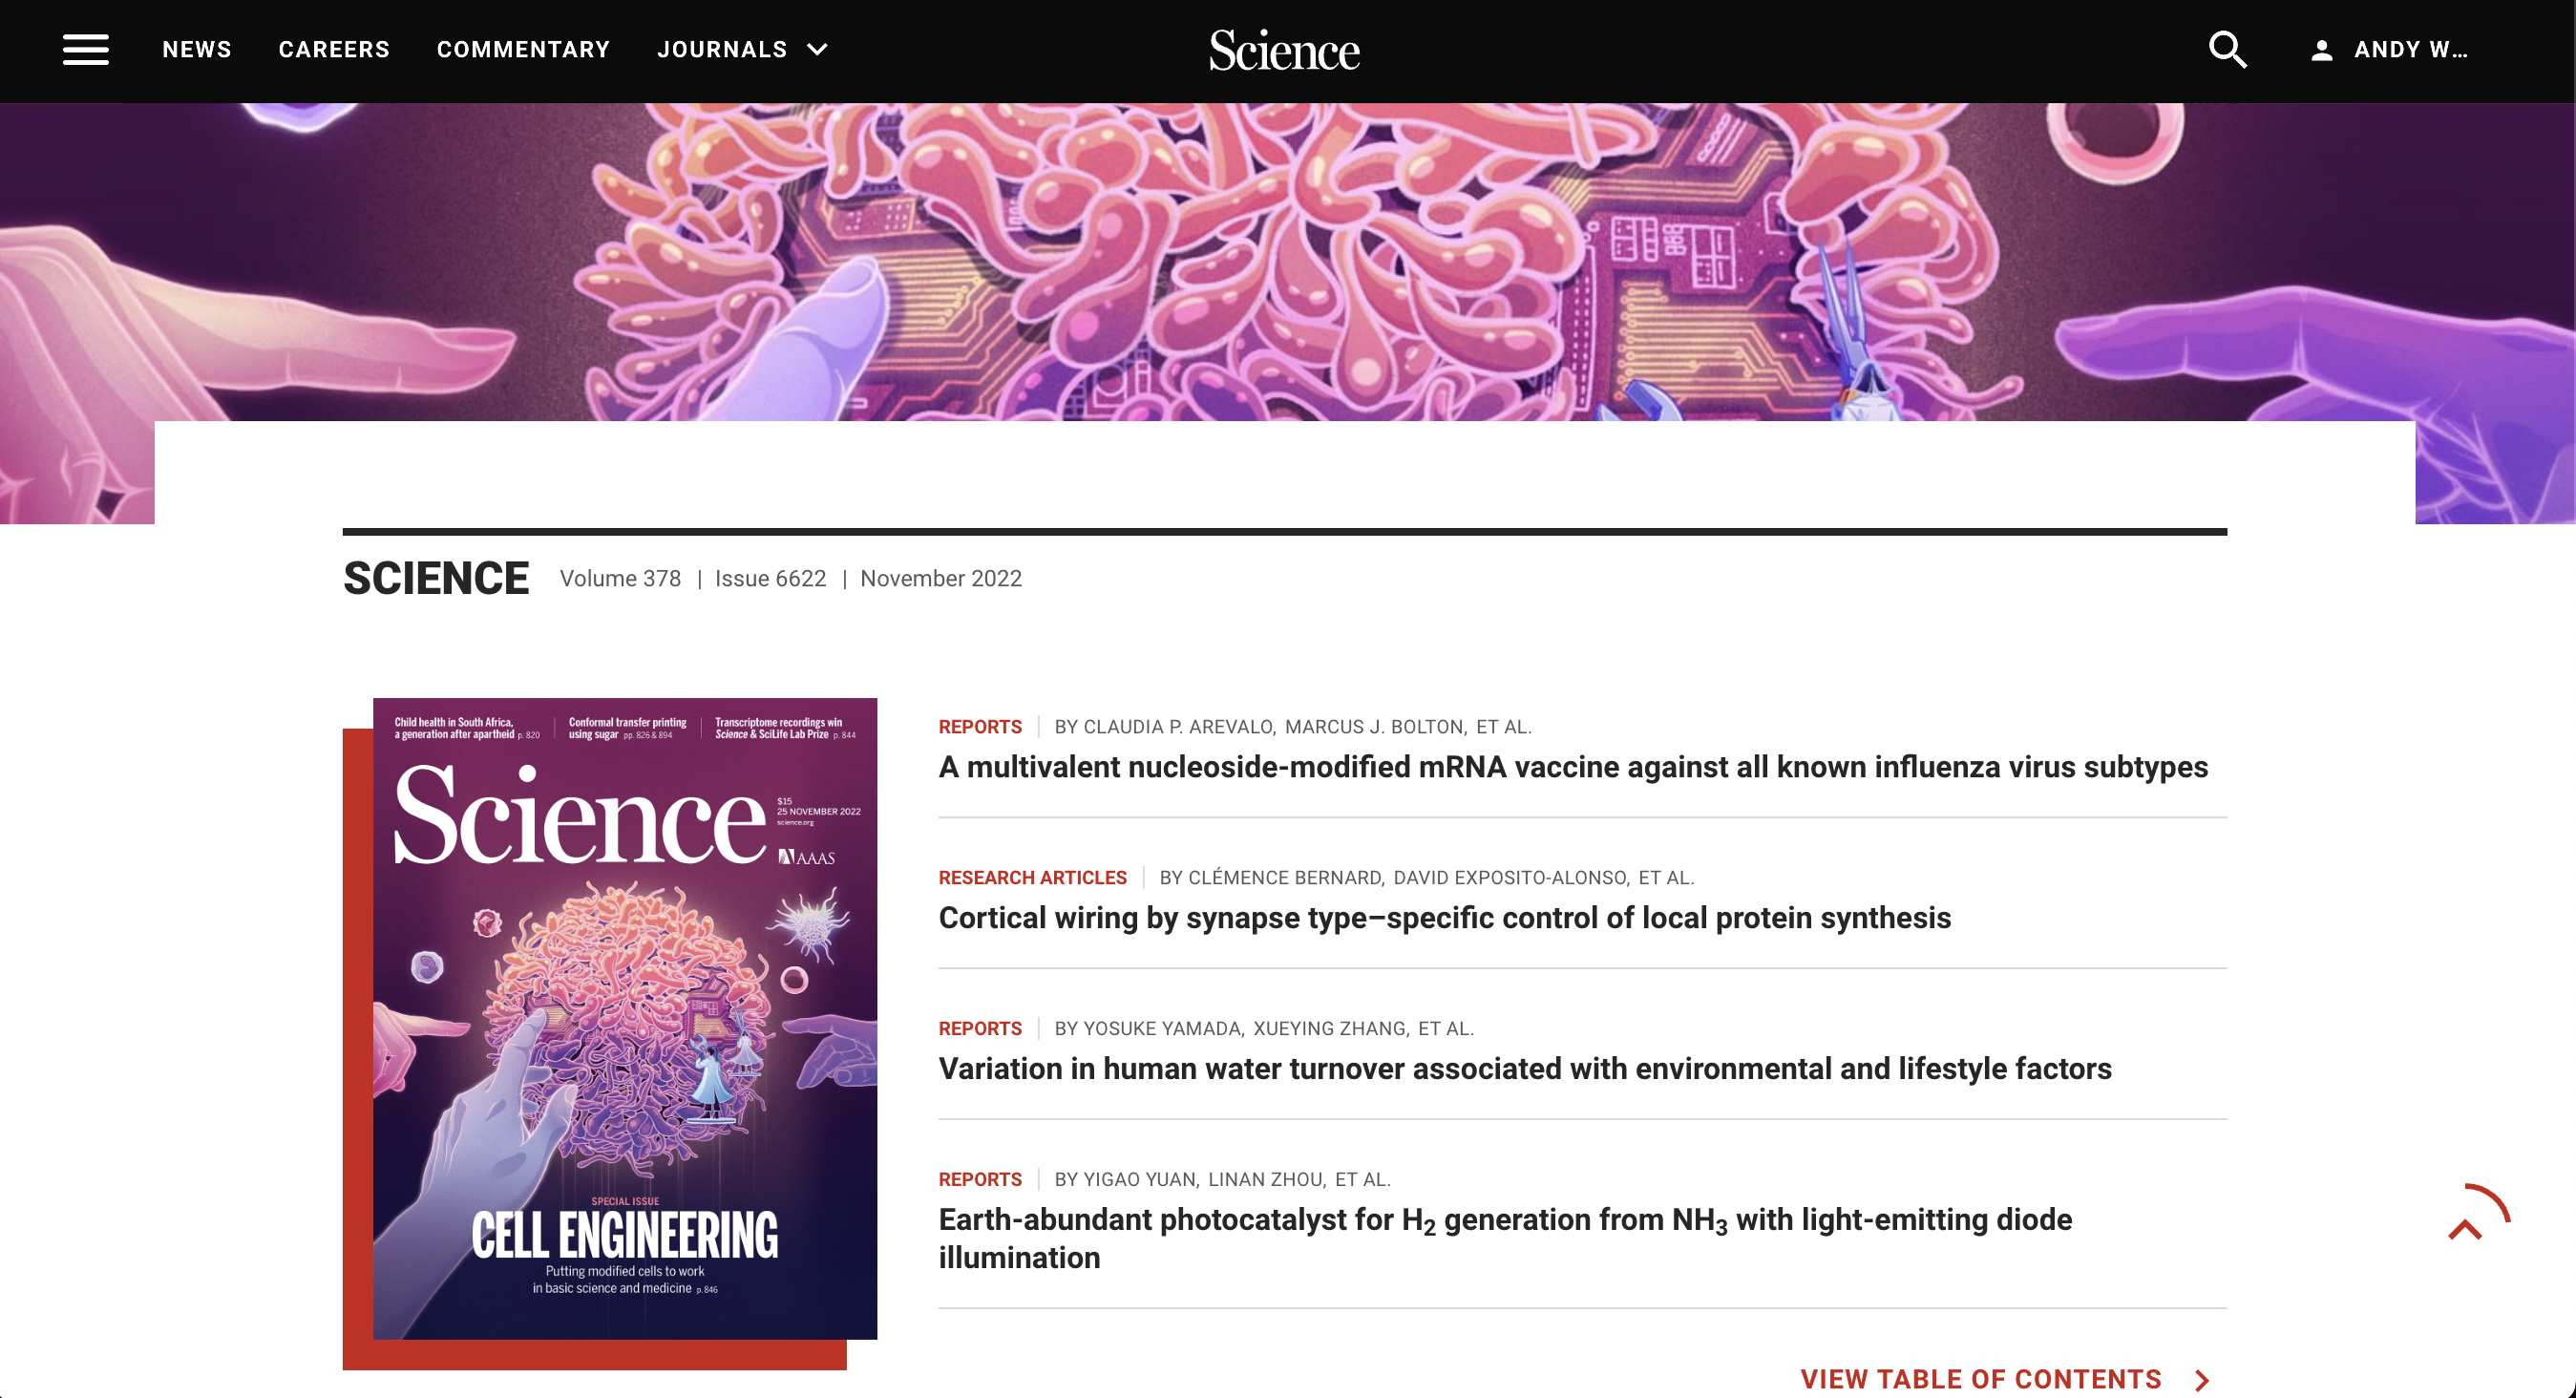 NEWS CAREERS COMMENTARY JOURNALS Science ANDY W...
SCIENCE Volume 378 | Issue 6622 | November 2022
Child health in South Africa,
a generation after apartheid p. 820
Conformal transfer printing
using sugar pp. 826 & 894
Transcriptome recordings win
Science & SciLife Lab Prize p. 844
Science
$15
25 NOVEMBER 2022
science.org
AAAS
SPECIAL ISSUE
CELL ENGINEERING
Putting modified cells to work
in basic science and medicine p. 846
REPORTS | BY CLAUDIA P. AREVALO, MARCUS J. BOLTON, ET AL.
A multivalent nucleoside-modified mRNA vaccine against all known influenza virus subtypes
RESEARCH ARTICLES | BY CLÉMENCE BERNARD, DAVID EXPOSITO-ALONSO, ET AL.
Cortical wiring by synapse type–specific control of local protein synthesis
REPORTS | BY YOSUKE YAMADA, XUEYING ZHANG, ET AL.
Variation in human water turnover associated with environmental and lifestyle factors
REPORTS | BY YIGAO YUAN, LINAN ZHOU, ET AL.
Earth-abundant photocatalyst for H₂ generation from NH₃ with light-emitting diode
illumination
VIEW TABLE OF CONTENTS